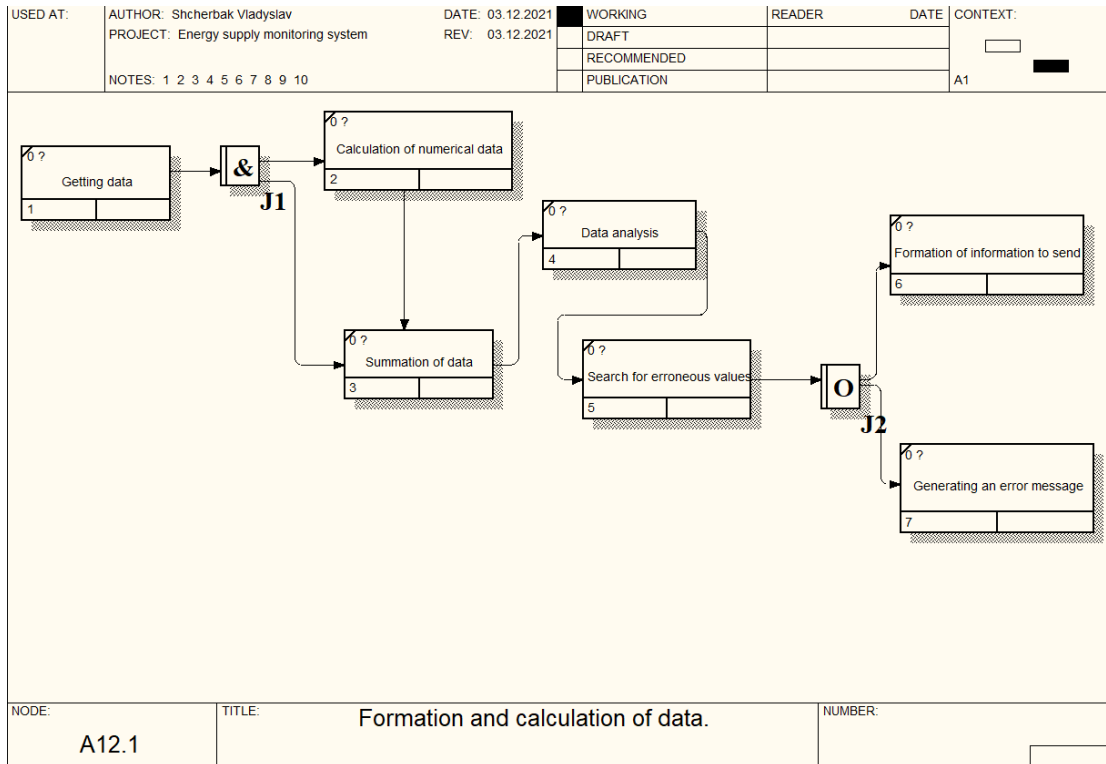 USED AT:
AUTHOR: Shcherbak Vladyslav
DATE: 03.12.2021
WORKING
READER
DATE
CONTEXT:
PROJECT: Energy supply monitoring system
REV: 03.12.2021
DRAFT
RECOMMENDED
NOTES: 1 2 3 4 5 6 7 8 9 10
PUBLICATION
A1
0 ?
Getting data
1
&
J1
0 ?
Calculation of numerical data
2
0 ?
Summation of data
3
0 ?
Data analysis
4
0 ?
Search for erroneous values
5
O
J2
0 ?
Formation of information to send
6
0 ?
Generating an error message
7
NODE:
A12.1
TITLE:
Formation and calculation of data.
NUMBER: